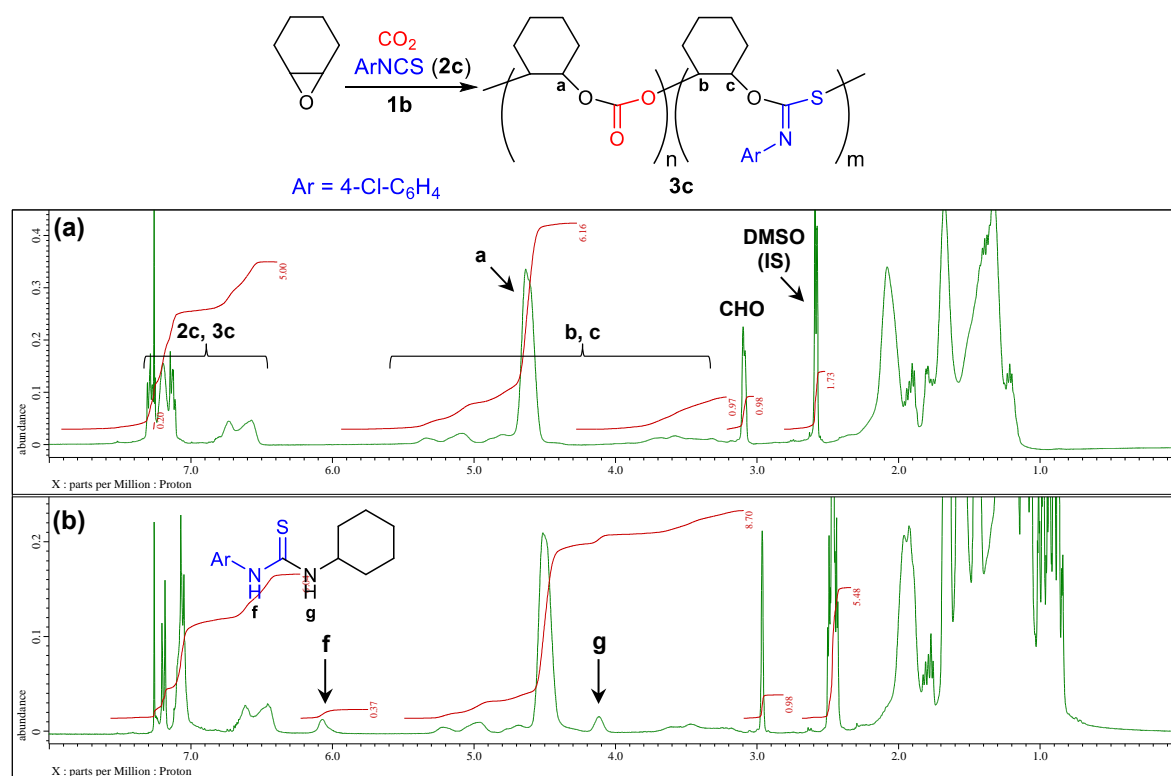 CO2
ArNCS (2c)
1b
O
a
O
O
O
n
b
c
O
S
N
Ar
m
3c
Ar = 4-Cl-C6H4
(a)
abundance
0 0.1 0.2 0.3 0.4
5.00
0.20
2c, 3c
a
6.16
b, c
0.97
CHO
0.98
DMSO
(IS)
1.73
7.0 6.0 5.0 4.0 3.0 2.0 1.0
X : parts per Million : Proton
(b)
abundance
0 0.1 0.2
S
Ar
N
H
f
N
H
g
f
0.37
g
8.70
0.98
5.48
7.0 6.0 5.0 4.0 3.0 2.0 1.0
X : parts per Million : Proton